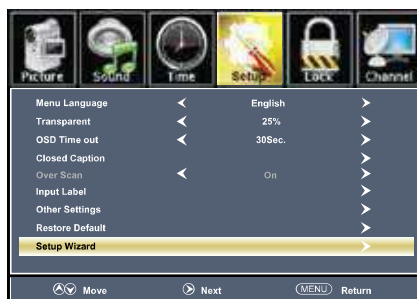 Picture Sound Time Setup Lock Channel
Menu Language English
Transparent 25%
OSD Time out 30Sec.
Closed Caption
Over Scan On
Input Label
Other Settings
Restore Default
Setup Wizard
Move Next MENU Return